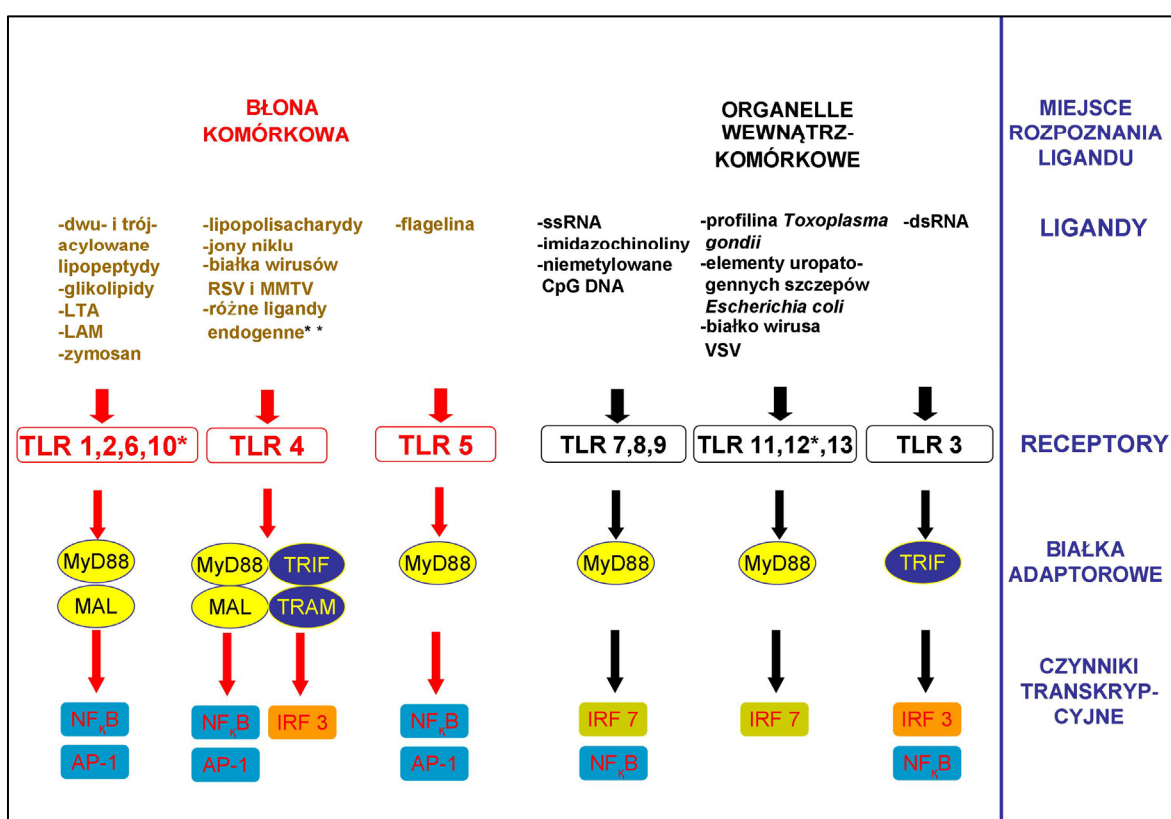 BŁONA
KOMÓRKOWA
ORGANELLE
WEWNĄTRZ-
KOMÓRKOWE
MIEJSCE
ROZPOZNANIA
LIGANDU
-dwu- i trój-
acylowane
lipopeptydy
-glikolipidy
-LTA
-LAM
-zymosan
-lipopolisacharydy
-jony niklu
-białka wirusów
RSV i MMTV
-różne ligandy
endogenne* *
-flagelina
-ssRNA
-imidazochinoliny
-niemetylowane
CpG DNA
-profilina Toxoplasma
gondii
-elementy uropato-
gennych szczepów
Escherichia coli
-białko wirusa
VSV
-dsRNA
LIGANDY
TLR 1,2,6,10*
TLR 4
TLR 5
TLR 7,8,9
TLR 11,12*,13
TLR 3
RECEPTORY
MyD88
MAL
MyD88
TRIF
MAL
TRAM
MyD88
MyD88
MyD88
TRIF
BIAŁKA
ADAPTOROWE
NFκB
AP-1
NFκB
IRF 3
AP-1
NFκB
AP-1
IRF 7
NFκB
IRF 7
IRF 3
NFκB
CZYNNIKI
TRANSKRYP-
CYJNE